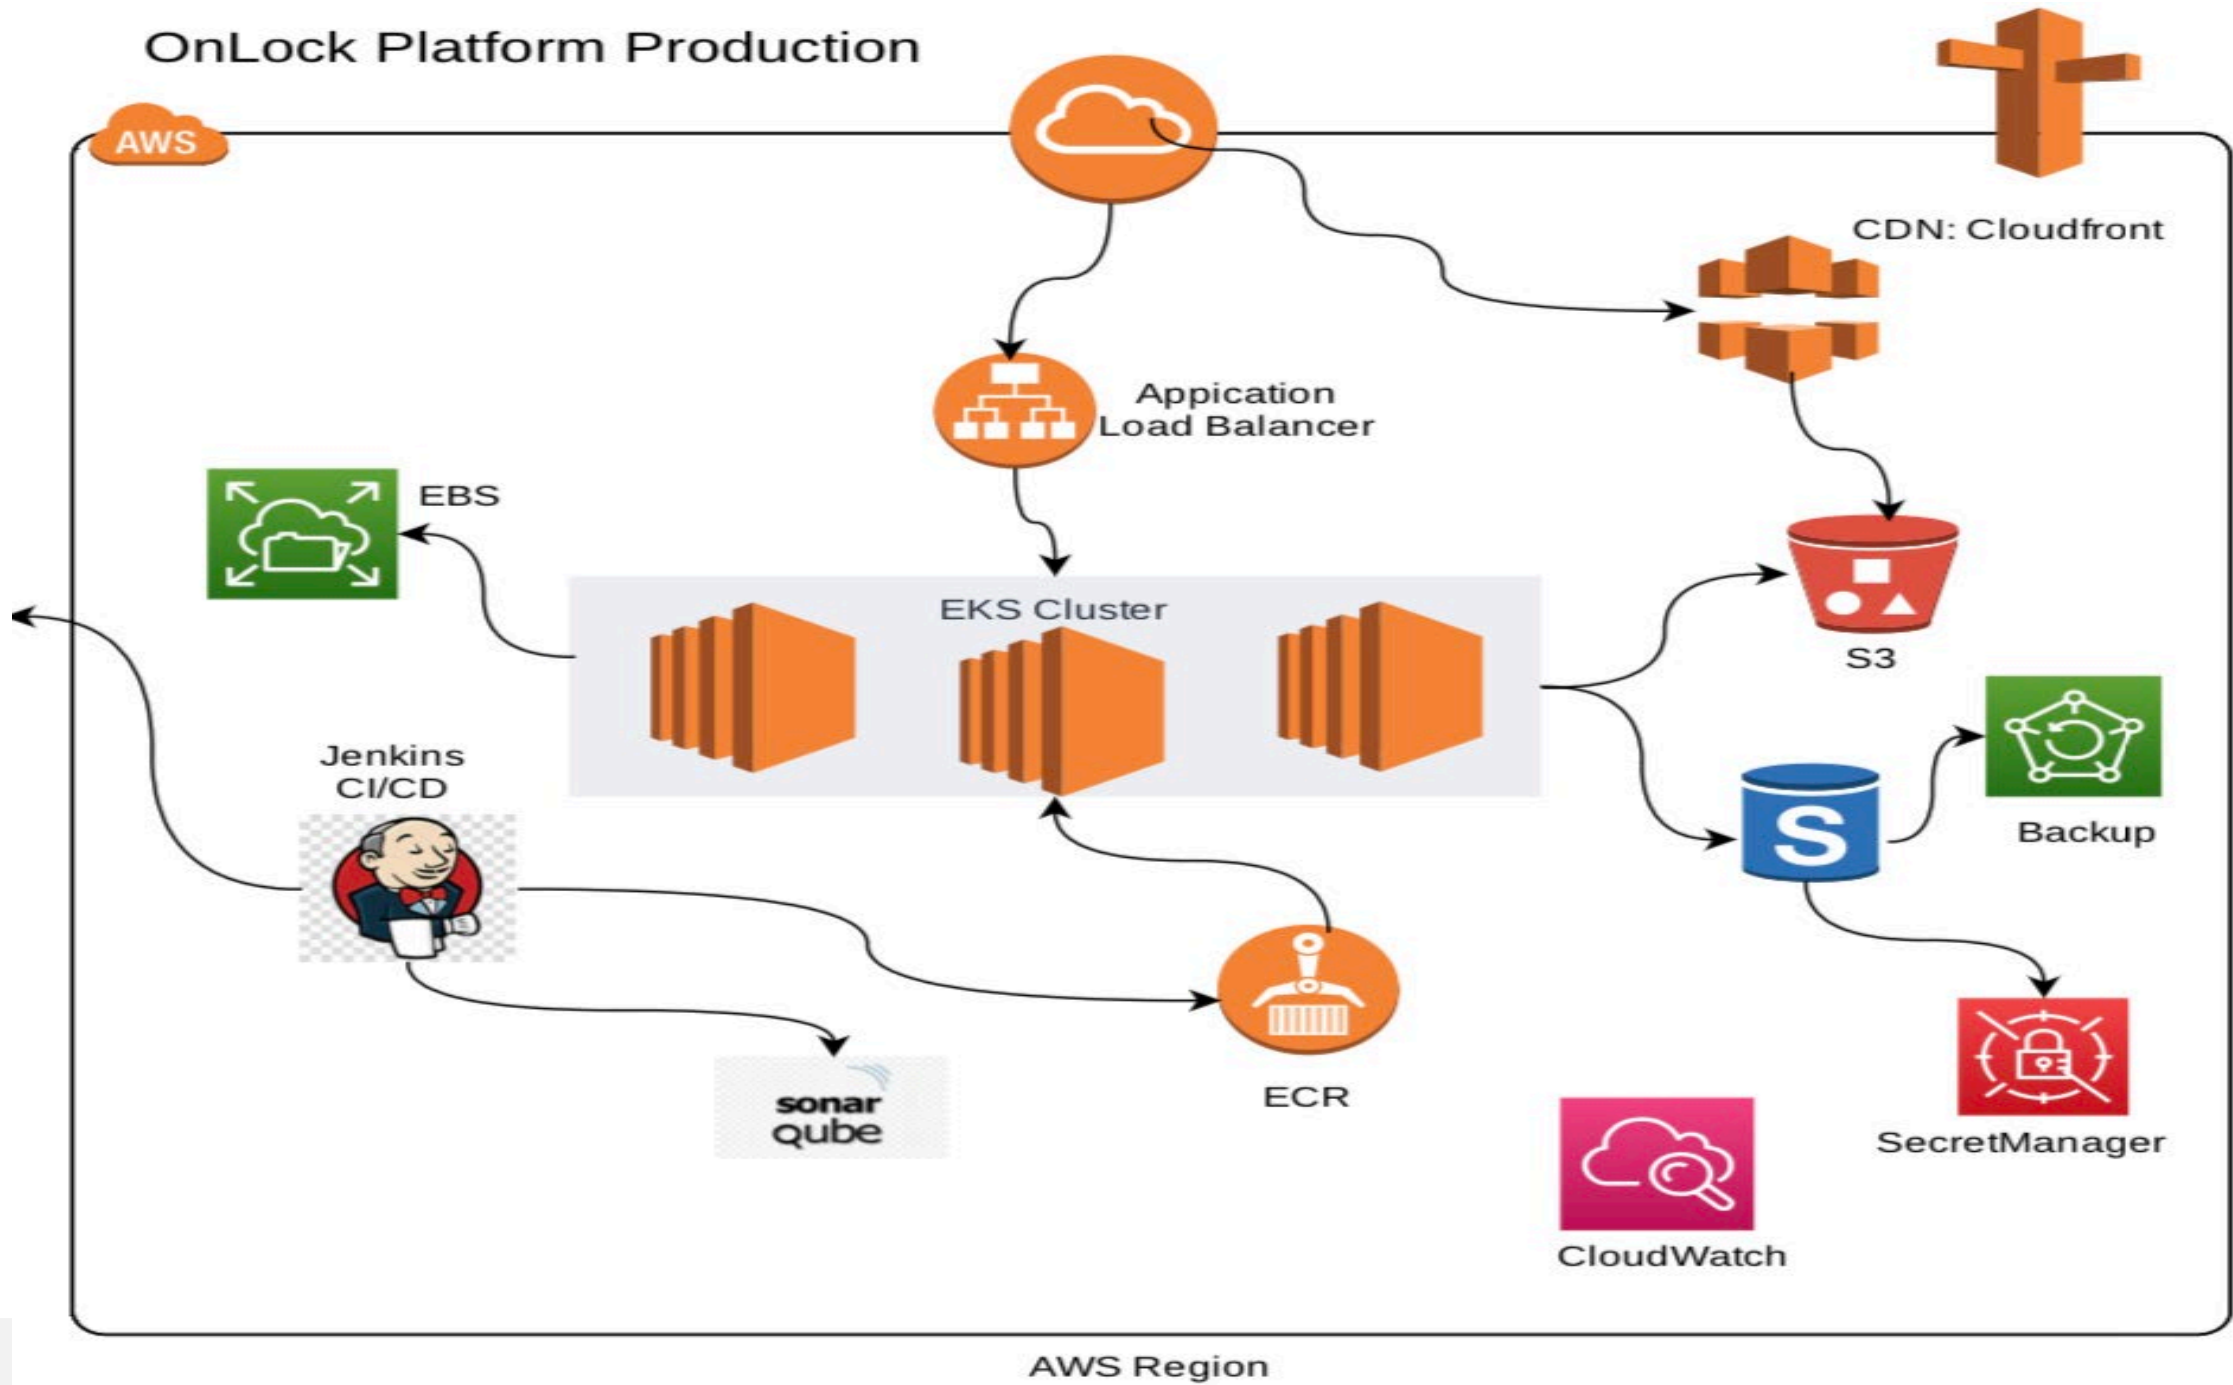 OnLock Platform Production
AWS
CDN: Cloudfront
Appication
Load Balancer
EBS
EKS Cluster
S3
Jenkins
CI/CD
S
Backup
sonar
qube
ECR
SecretManager
CloudWatch
AWS Region